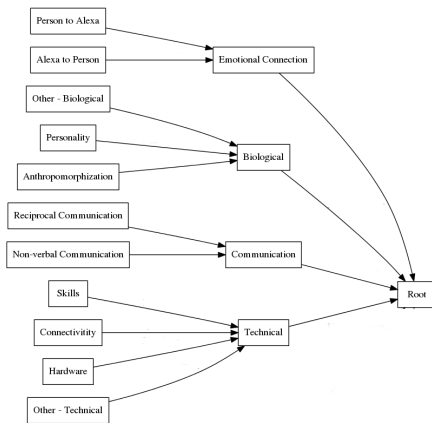 Person to Alexa
Alexa to Person
Emotional Connection
Other - Biological
Personality
Anthropomorphization
Biological
Reciprocal Communication
Non-verbal Communication
Communication
Skills
Connectivitity
Hardware
Other - Technical
Technical
Root